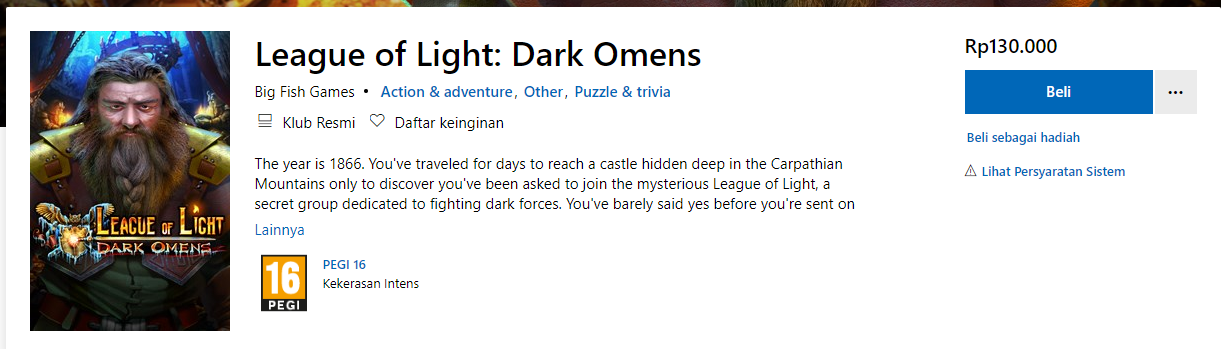 League of Light: Dark Omens
Big Fish Games • Action & adventure, Other, Puzzle & trivia
Klub Resmi Daftar keinginan
The year is 1866. You've traveled for days to reach a castle hidden deep in the Carpathian
Mountains only to discover you've been asked to join the mysterious League of Light, a
secret group dedicated to fighting dark forces. You've barely said yes before you're sent on
Lainnya
16
PEGI
PEGI 16
Kekerasan Intens
LEAGUE OF LIGHT
DARK OMENS
Rp130.000
Beli
...
Beli sebagai hadiah
Lihat Persyaratan Sistem